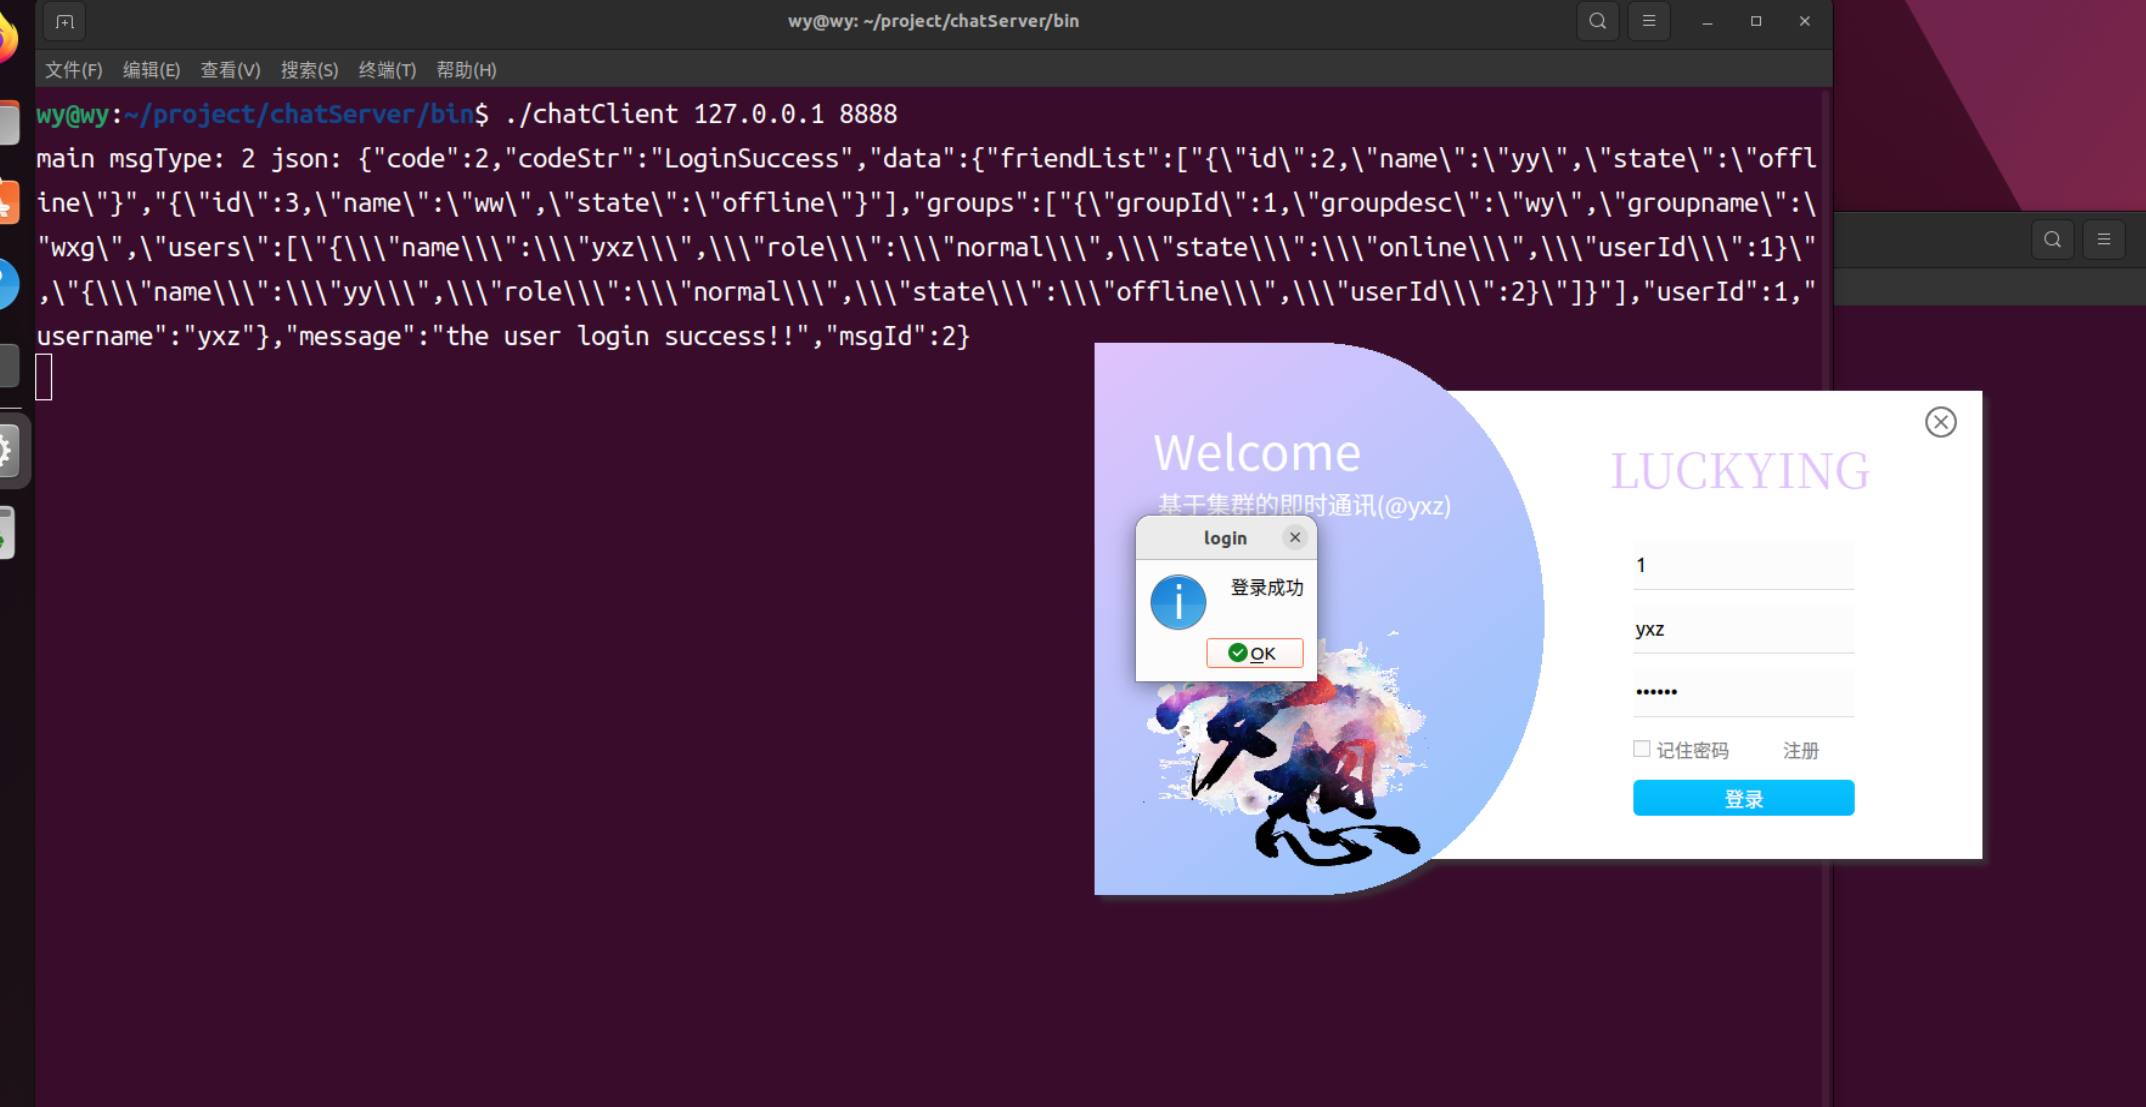 wy@wy: ~/project/chatServer/bin
文件(F) 编辑(E) 查看(V) 搜索(S) 终端(T) 帮助(H)
wy@wy:~/project/chatServer/bin$ ./chatClient 127.0.0.1 8888
main msgType: 2 json: {"code":2,"codeStr":"LoginSuccess","data":{"friendList":["{\"id\":2,\"name\":\"yy\",\"state\":\"offl
ine\"}","{\"id\":3,\"name\":\"ww\",\"state\":\"offline\"}"],"groups":["{\"groupId\":1,\"groupdesc\":\"wy\",\"groupname\":\
"wxg\",\"users\":[\"{\\\"name\\\":\\\"yxz\\\",\\\"role\\\":\\\"normal\\\",\\\"state\\\":\\\"online\\\",\\\"userId\\\":1}\"
,\"{\\\"name\\\":\\\"yy\\\",\\\"role\\\":\\\"normal\\\",\\\"state\\\":\\\"offline\\\",\\\"userId\\\":2}\"]}"],"userId":1,"
username":"yxz"},"message":"the user login success!!","msgId":2}
Welcome
基于集群的即时通讯(@yxz)
login
登录成功
OK
LUCKYING
1
yxz
••••••
记住密码 注册
登录